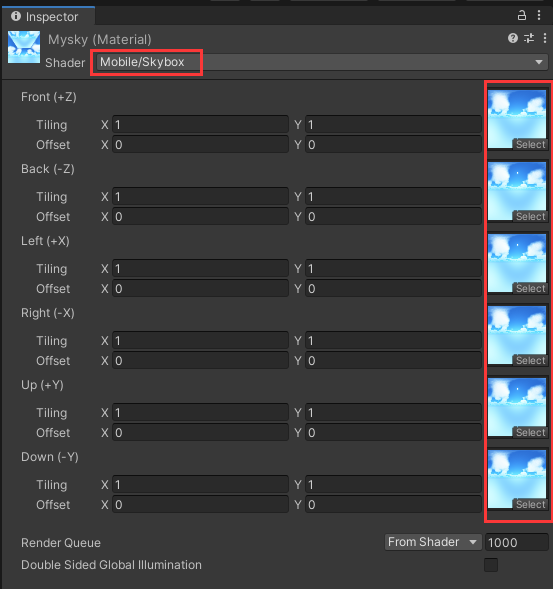 Inspector
Mysky (Material)
Shader Mobile/Skybox
Front (+Z)
Tiling X 1 Y 1
Offset X 0 Y 0
Select
Back (-Z)
Tiling X 1 Y 1
Offset X 0 Y 0
Select
Left (+X)
Tiling X 1 Y 1
Offset X 0 Y 0
Select
Right (-X)
Tiling X 1 Y 1
Offset X 0 Y 0
Select
Up (+Y)
Tiling X 1 Y 1
Offset X 0 Y 0
Select
Down (-Y)
Tiling X 1 Y 1
Offset X 0 Y 0
Select
Render Queue From Shader 1000
Double Sided Global Illumination